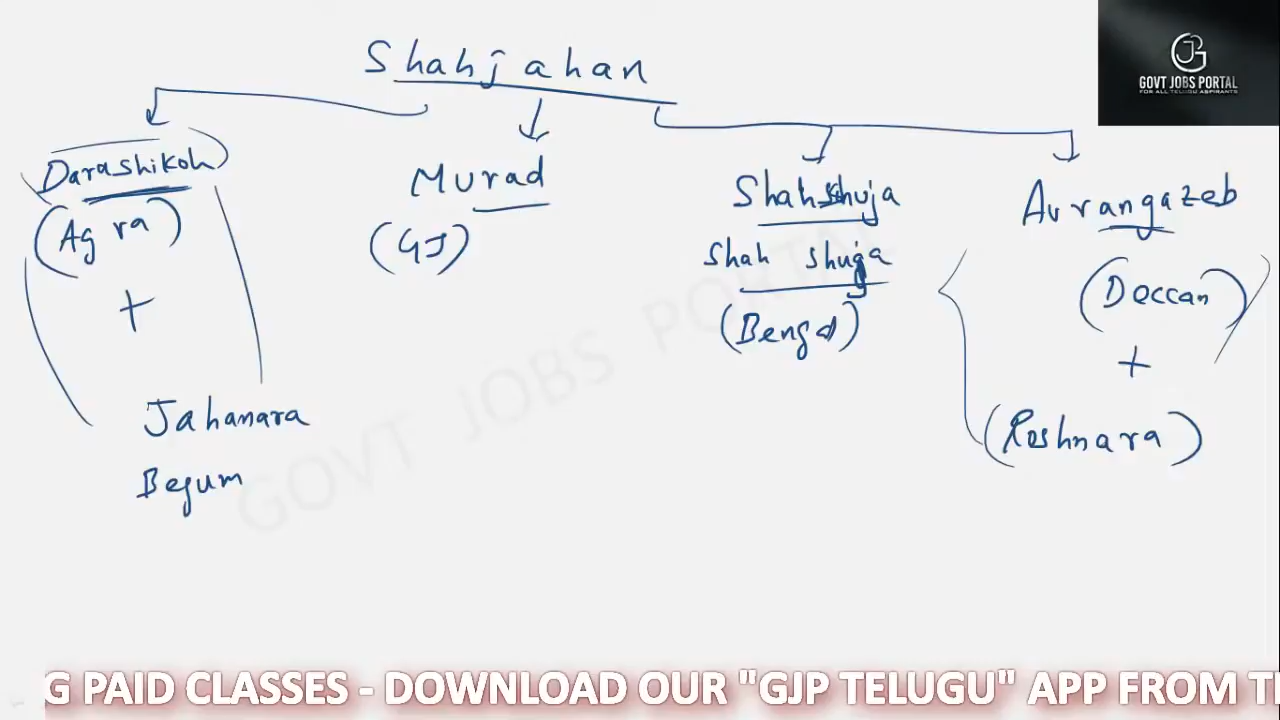 Shahjahan
GOVT JOBS PORTAL
FOR ALL TELUGU ASPIRANTS
Darashikoh
(Agra)
+
Jahanara
Begum
Murad
(GJ)
Shah shuja
Shah shuja
(Bengal)
Aurangazeb
(Deccan)
+
(Roshnara)
GOVT JOBS PORTAL
G PAID CLASSES - DOWNLOAD OUR "GJP TELUGU" APP FROM T